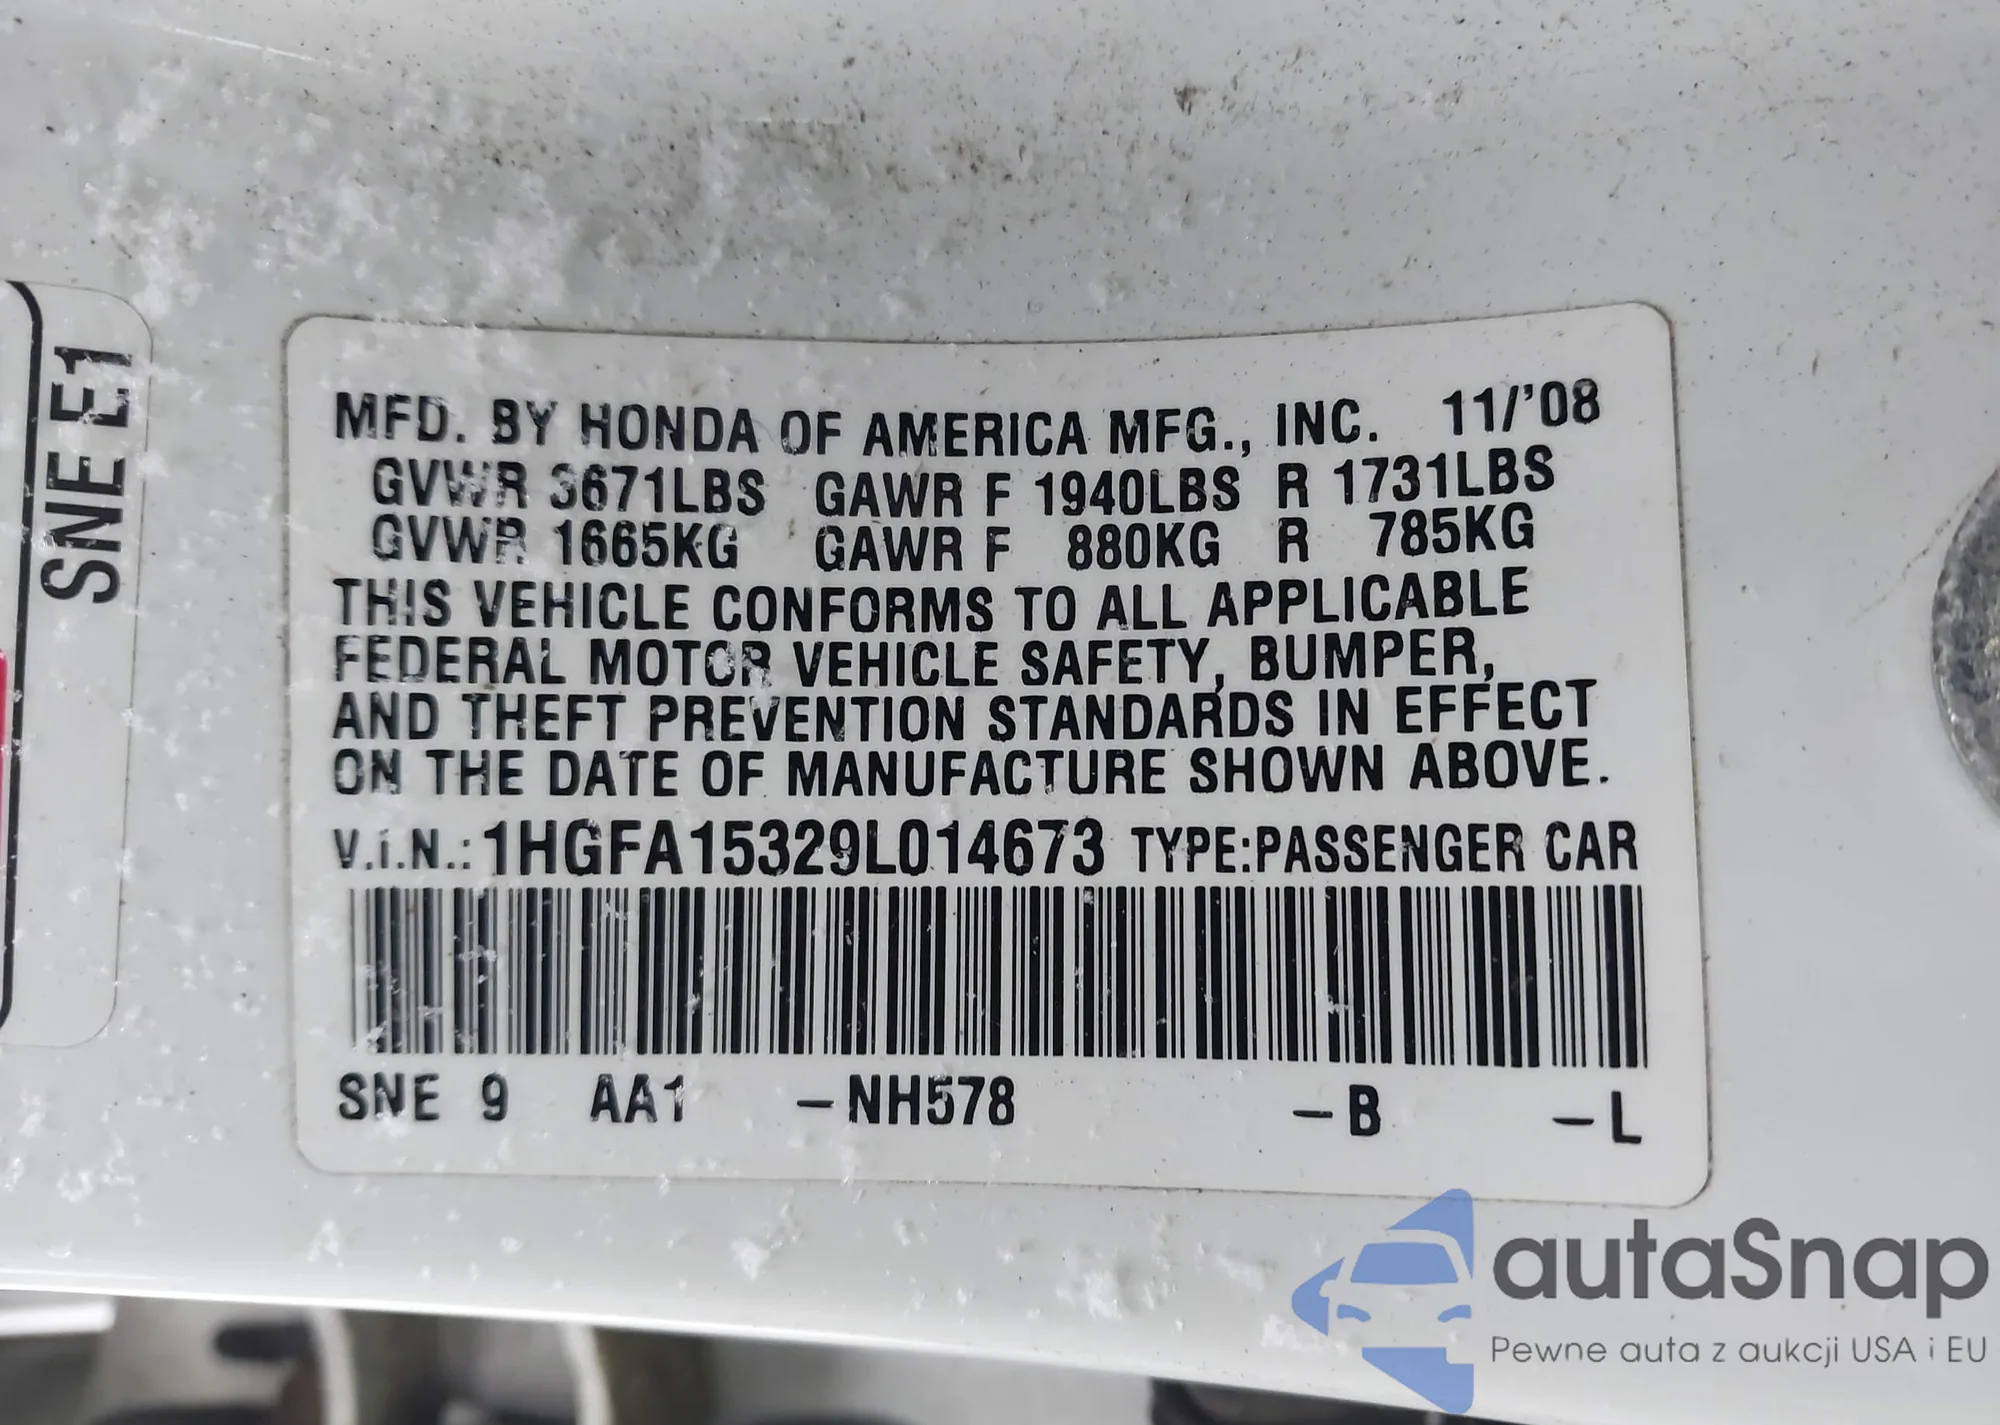 SNE E1
MFD. BY HONDA OF AMERICA MFG., INC. 11/'08
GVWR 3671LBS GAWR F 1940LBS R 1731LBS
GVWR 1665KG GAWR F 880KG R 785KG
THIS VEHICLE CONFORMS TO ALL APPLICABLE
FEDERAL MOTOR VEHICLE SAFETY, BUMPER,
AND THEFT PREVENTION STANDARDS IN EFFECT
ON THE DATE OF MANUFACTURE SHOWN ABOVE.
V.I.N.: 1HGFA15329L014673 TYPE:PASSENGER CAR
SNE 9 AA1 –NH578 –B –L
autaSnap
Pewne auta z aukcji USA i EU